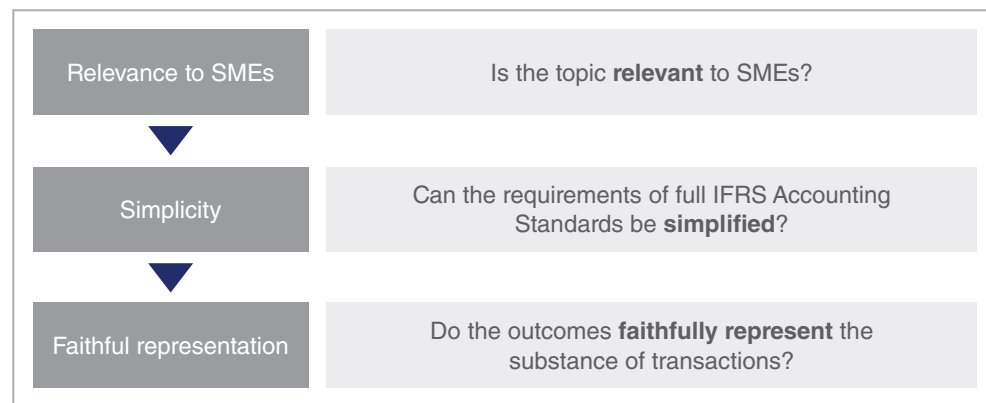 Relevance to SMEs
Is the topic relevant to SMEs?
Simplicity
Can the requirements of full IFRS Accounting
Standards be simplified?
Faithful representation
Do the outcomes faithfully represent the
substance of transactions?